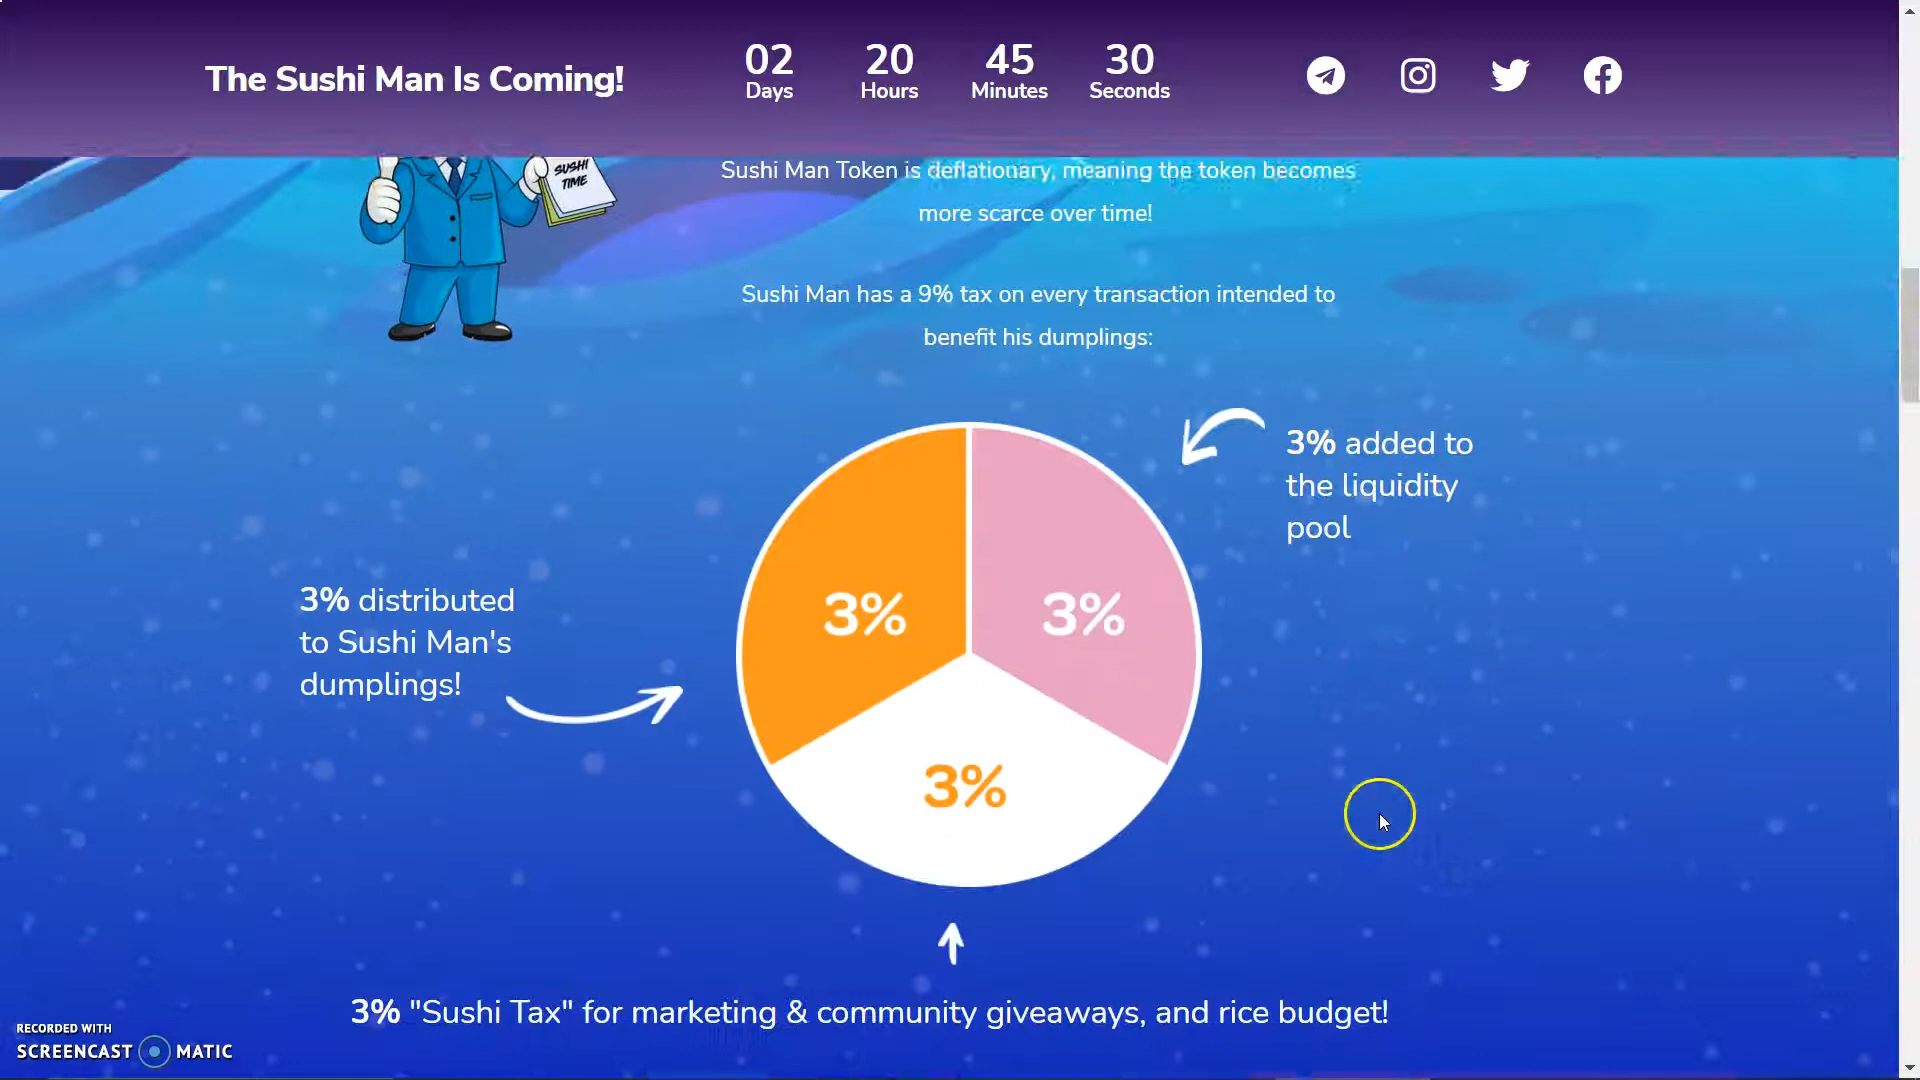 The Sushi Man Is Coming!
02 20 45 30
Days Hours Minutes Seconds
SUSHI
TIME
Sushi Man Token is deflationary, meaning the token becomes
more scarce over time!
Sushi Man has a 9% tax on every transaction intended to
benefit his dumplings:
3% added to
the liquidity
pool
3% distributed
to Sushi Man's
dumplings!
3% 3%
3%
3% "Sushi Tax" for marketing & community giveaways, and rice budget!
RECORDED WITH
SCREENCAST MATIC